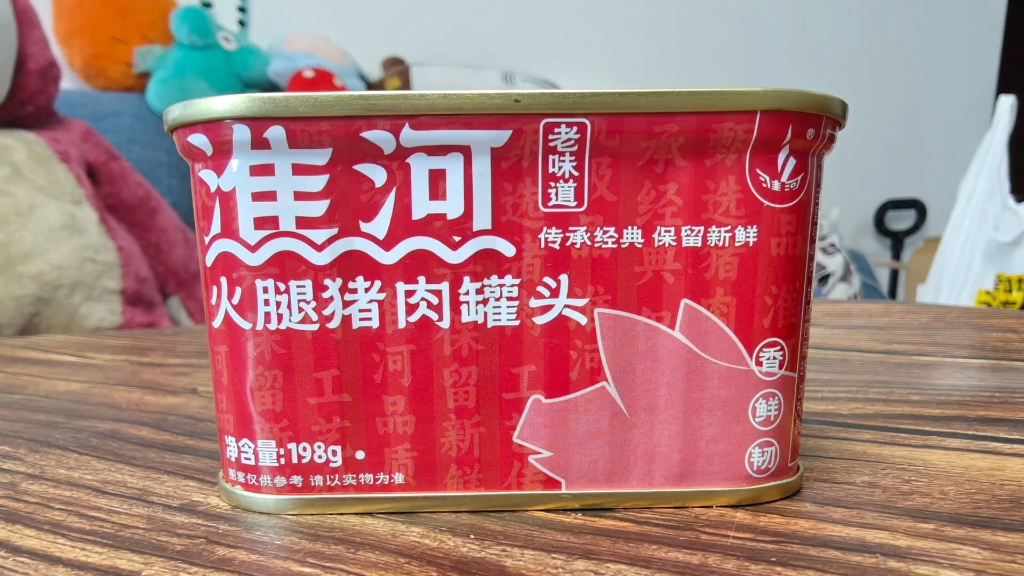 淮河
老味道
淮河
®
传承经典 保留新鲜
火腿猪肉罐头
香
鲜
韧
净含量:198g
图案仅供参考 请以实物为准